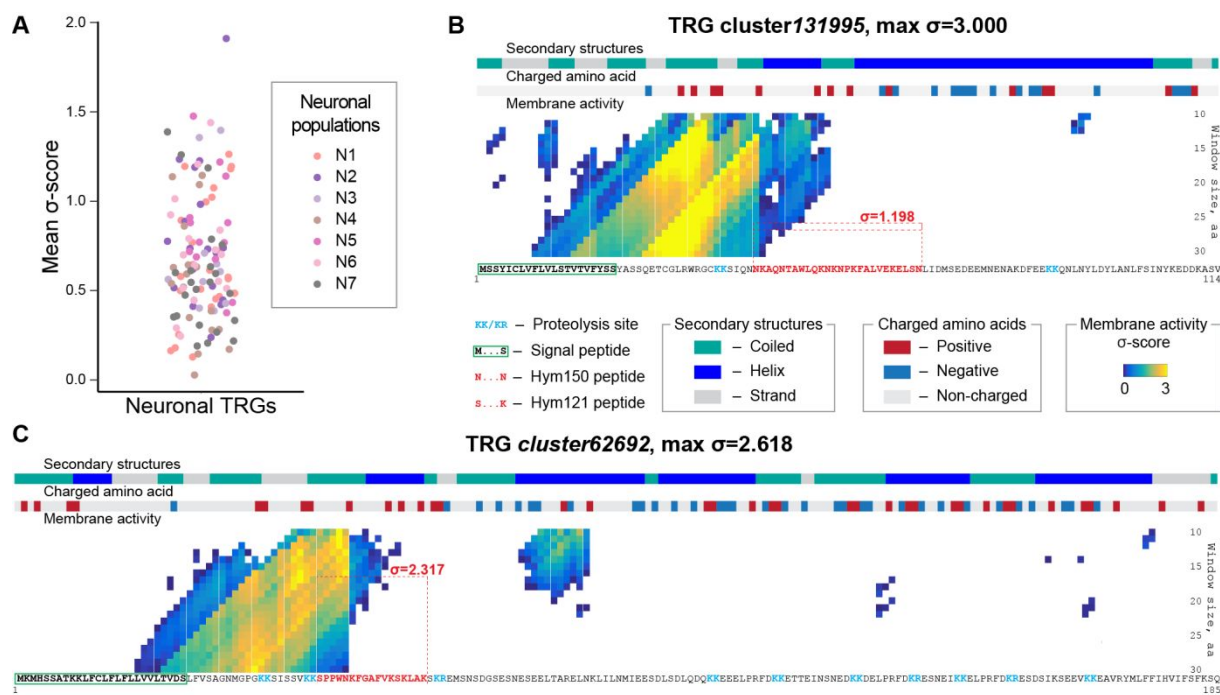 A
Mean σ-score
2.0
1.5
1.0
0.5
0.0
Neuronal TRGs
Neuronal populations
N1
N2
N3
N4
N5
N6
N7
B
TRG cluster131995, max σ=3.000
Secondary structures
Charged amino acid
Membrane activity
10
15
20
25
30
Window size, aa
σ=1.198
MSSYICLVFLVLSTVTVFYSSYASSQETCGLRWRGCKKSIQNNKAQNTAWLQKNKNPKFALVEKELSNLIDMSEDEEMNENAKDFEEKKQNLNYLDYLANLFSINYKEDDKASV
1 114
KK/KR – Proteolysis site
M...S – Signal peptide
N...N – Hym150 peptide
S...K – Hym121 peptide
Secondary structures
– Coiled
– Helix
– Strand
Charged amino acids
– Positive
– Negative
– Non-charged
Membrane activity
σ-score
0 3
C
TRG cluster62692, max σ=2.618
Secondary structures
Charged amino acid
Membrane activity
10
15
20
25
30
Window size, aa
σ=2.317
MKMHSSATKKLFCLFLFLLVVLTVDSLFVSAGNMGPGKKSISSVKKSPPWNKFGAFVKSKLAKSKREMSNSDGSESNESEELTARELNKLILNMIEESDLSDLQDQKKEEELPRFDKKETTEINSNEDKKDELPRFDKRESNEIKKELPRFDKRESDSIKSEEVKKEAVRYMLFFIHVIFSFKSQ
1 185